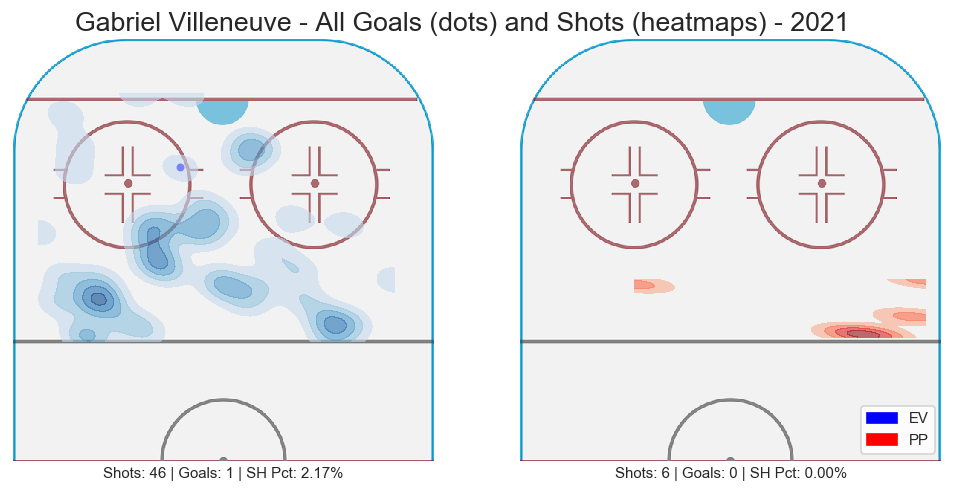 Gabriel Villeneuve - All Goals (dots) and Shots (heatmaps) - 2021
EV
PP
Shots: 46 | Goals: 1 | SH Pct: 2.17%
Shots: 6 | Goals: 0 | SH Pct: 0.00%